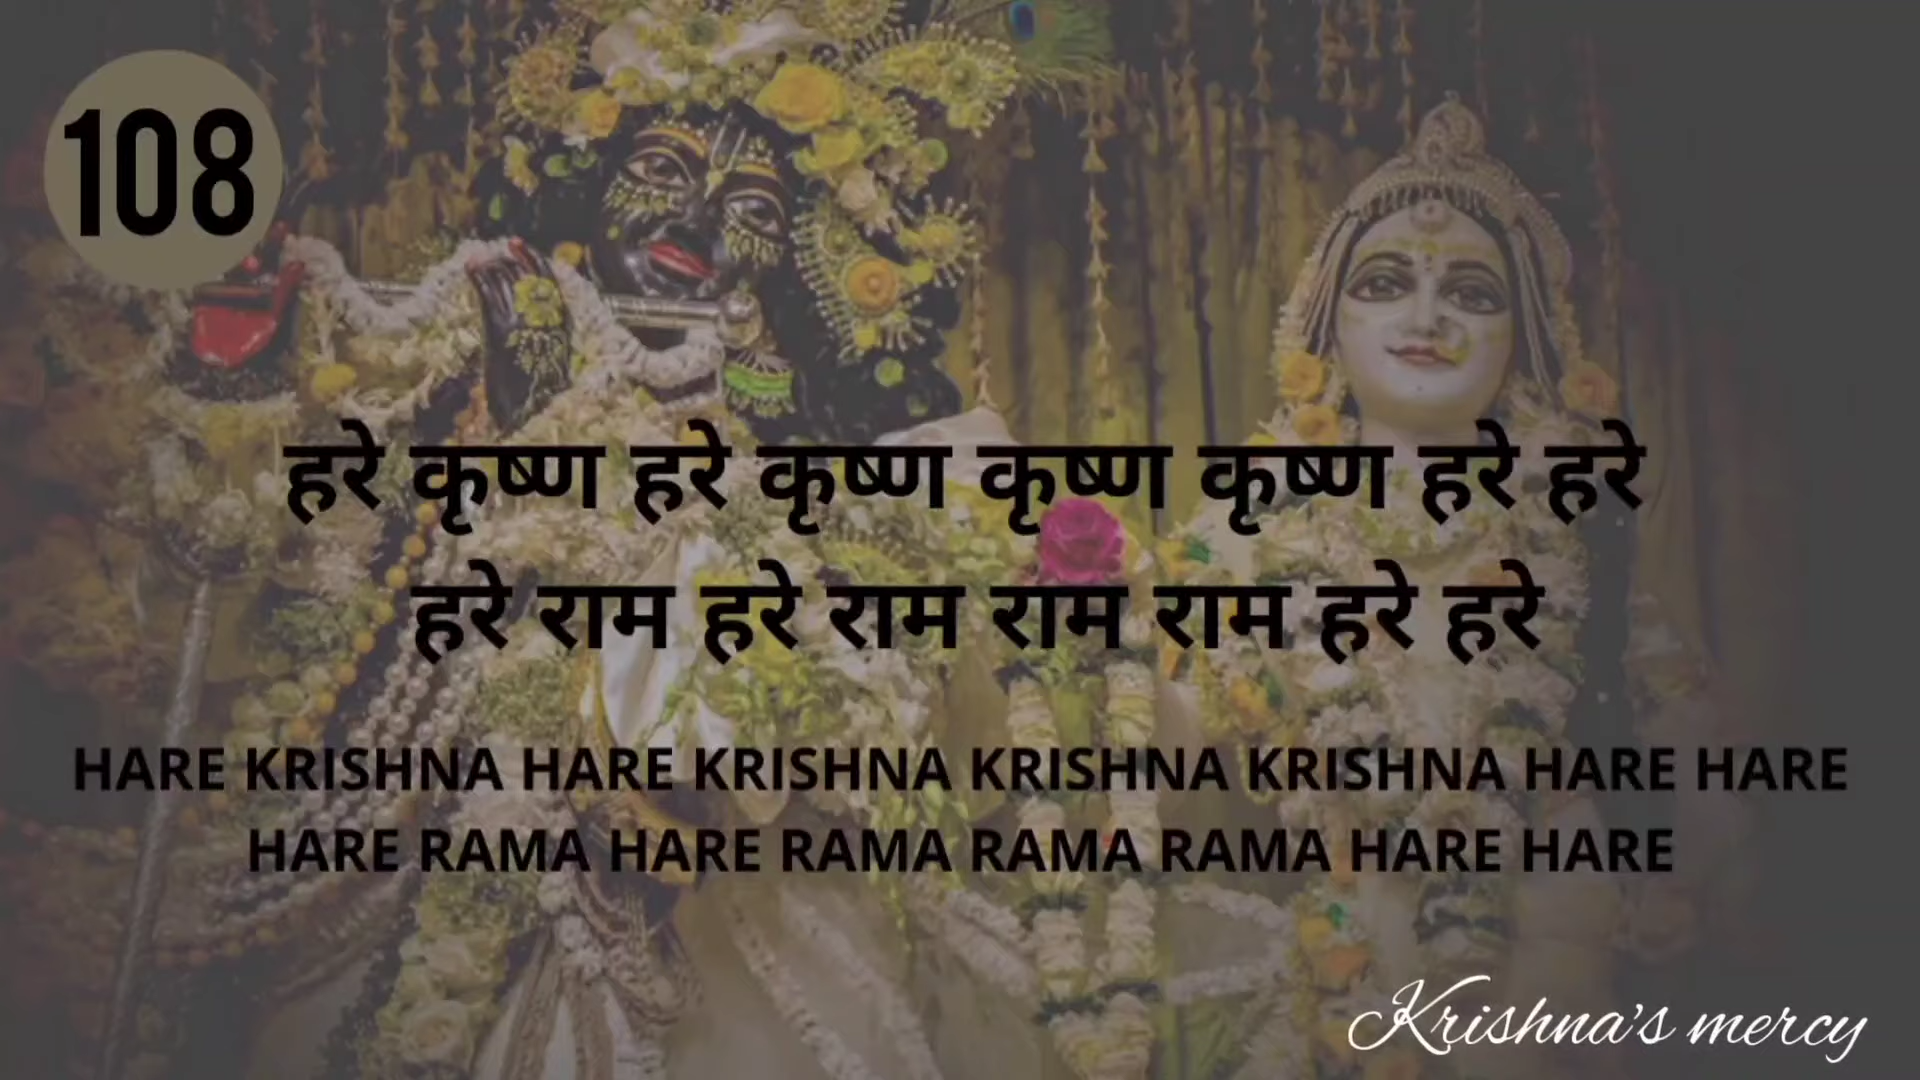 108
हरे कृष्ण हरे कृष्ण कृष्ण कृष्ण हरे हरे
हरे राम हरे राम राम राम हरे हरे
HARE KRISHNA HARE KRISHNA KRISHNA KRISHNA HARE HARE
HARE RAMA HARE RAMA RAMA RAMA HARE HARE
Krishna's mercy